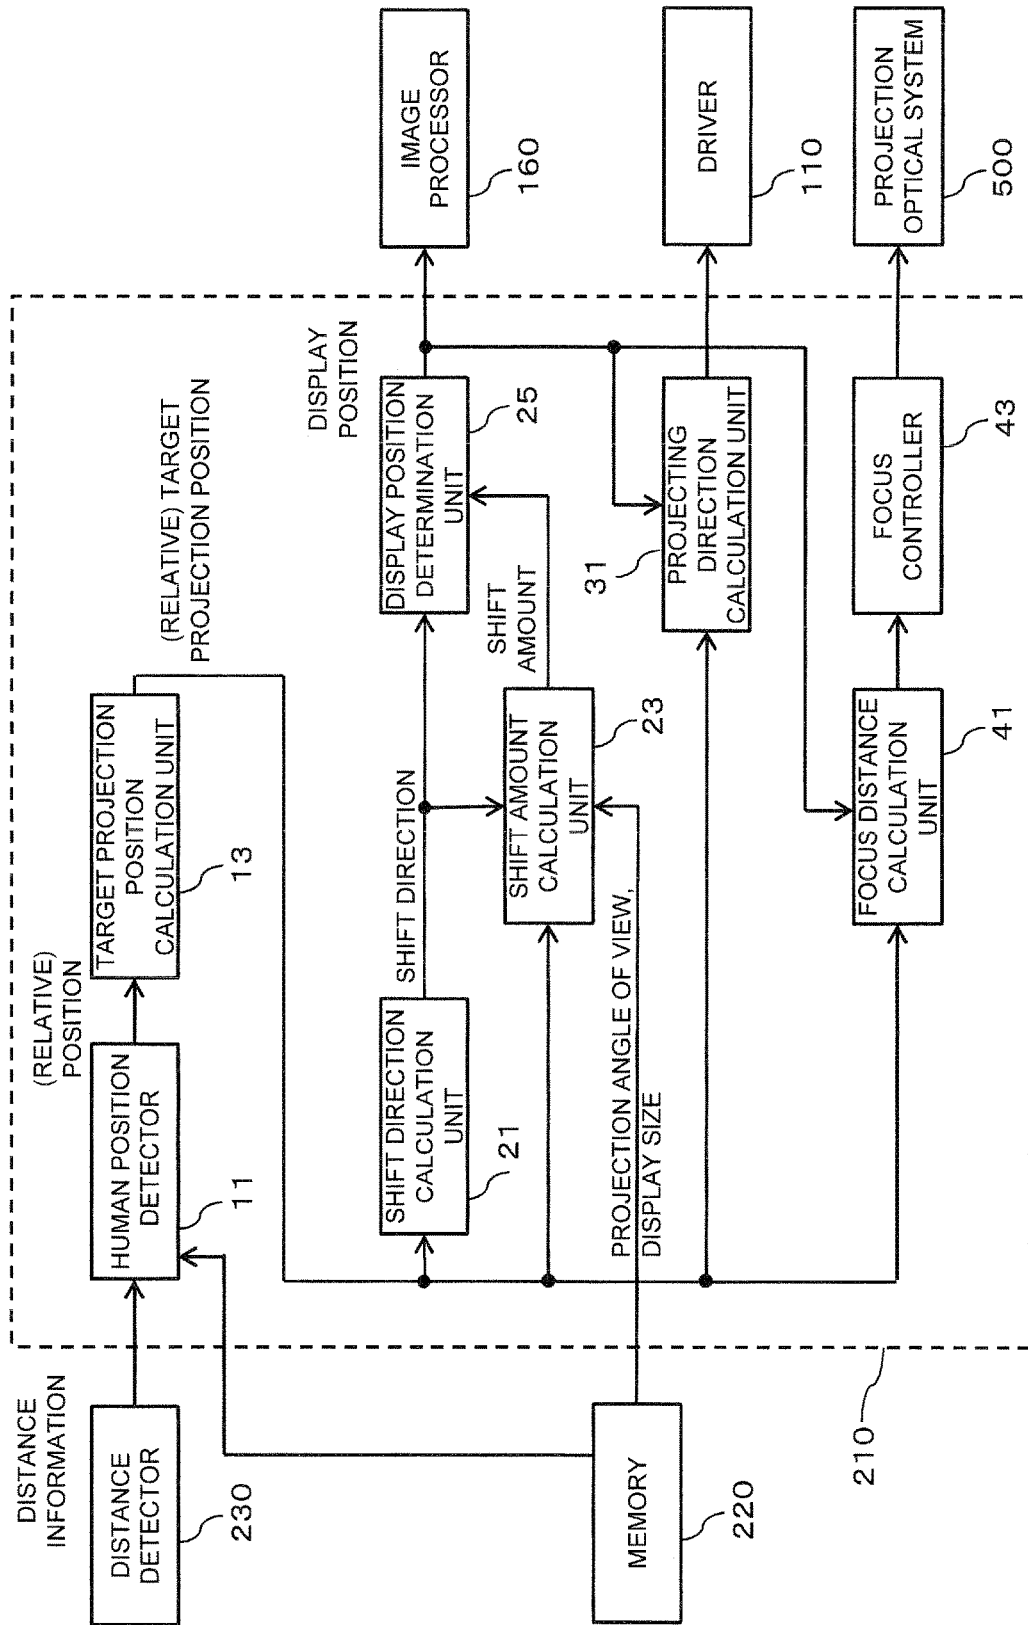 DISTANCE
INFORMATION
DISTANCE
DETECTOR
230
HUMAN POSITION
DETECTOR
11
(RELATIVE)
POSITION
TARGET PROJECTION
POSITION
CALCULATION UNIT
13
(RELATIVE) TARGET
PROJECTION POSITION
SHIFT DIRECTION
CALCULATION
UNIT
21
SHIFT DIRECTION
SHIFT AMOUNT
CALCULATION
UNIT
23
SHIFT
AMOUNT
DISPLAY POSITION
DETERMINATION
UNIT
25
DISPLAY
POSITION
IMAGE
PROCESSOR
160
MEMORY
220
PROJECTION ANGLE OF VIEW,
DISPLAY SIZE
PROJECTING
DIRECTION
CALCULATION UNIT
31
DRIVER
110
FOCUS DISTANCE
CALCULATION
UNIT
41
FOCUS
CONTROLLER
43
PROJECTION
OPTICAL SYSTEM
500
210